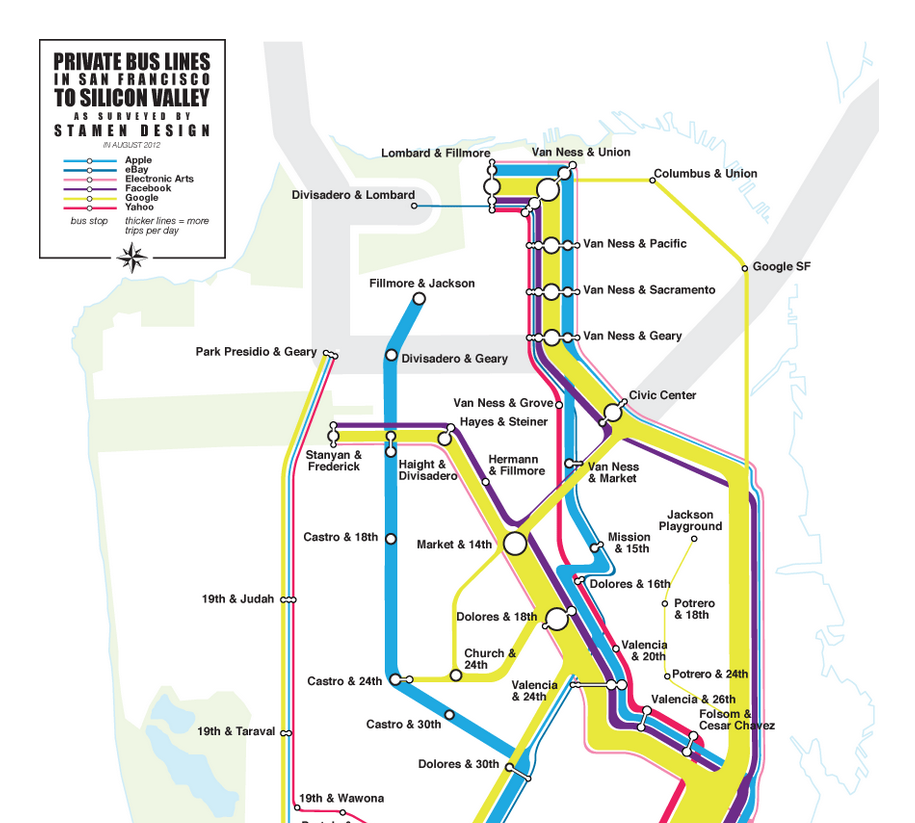 PRIVATE BUS LINES
IN SAN FRANCISCO
TO SILICON VALLEY
AS SURVEYED BY
STAMEN DESIGN
IN AUGUST 2012
Apple
eBay
Electronic Arts
Facebook
Google
Yahoo
bus stop
thicker lines = more
trips per day
Lombard & Fillmore
Van Ness & Union
Columbus & Union
Divisadero & Lombard
Van Ness & Pacific
Google SF
Fillmore & Jackson
Van Ness & Sacramento
Van Ness & Geary
Park Presidio & Geary
Divisadero & Geary
Civic Center
Van Ness & Grove
Hayes & Steiner
Stanyan &
Frederick
Haight &
Divisadero
Hermann
& Fillmore
Van Ness
& Market
Jackson
Playground
Castro & 18th
Market & 14th
Mission
& 15th
Dolores & 16th
19th & Judah
Potrero
& 18th
Dolores & 18th
Church &
24th
Valencia
& 20th
Castro & 24th
Valencia
& 24th
Potrero & 24th
Valencia & 26th
Folsom &
Cesar Chavez
Castro & 30th
19th & Taraval
Dolores & 30th
19th & Wawona